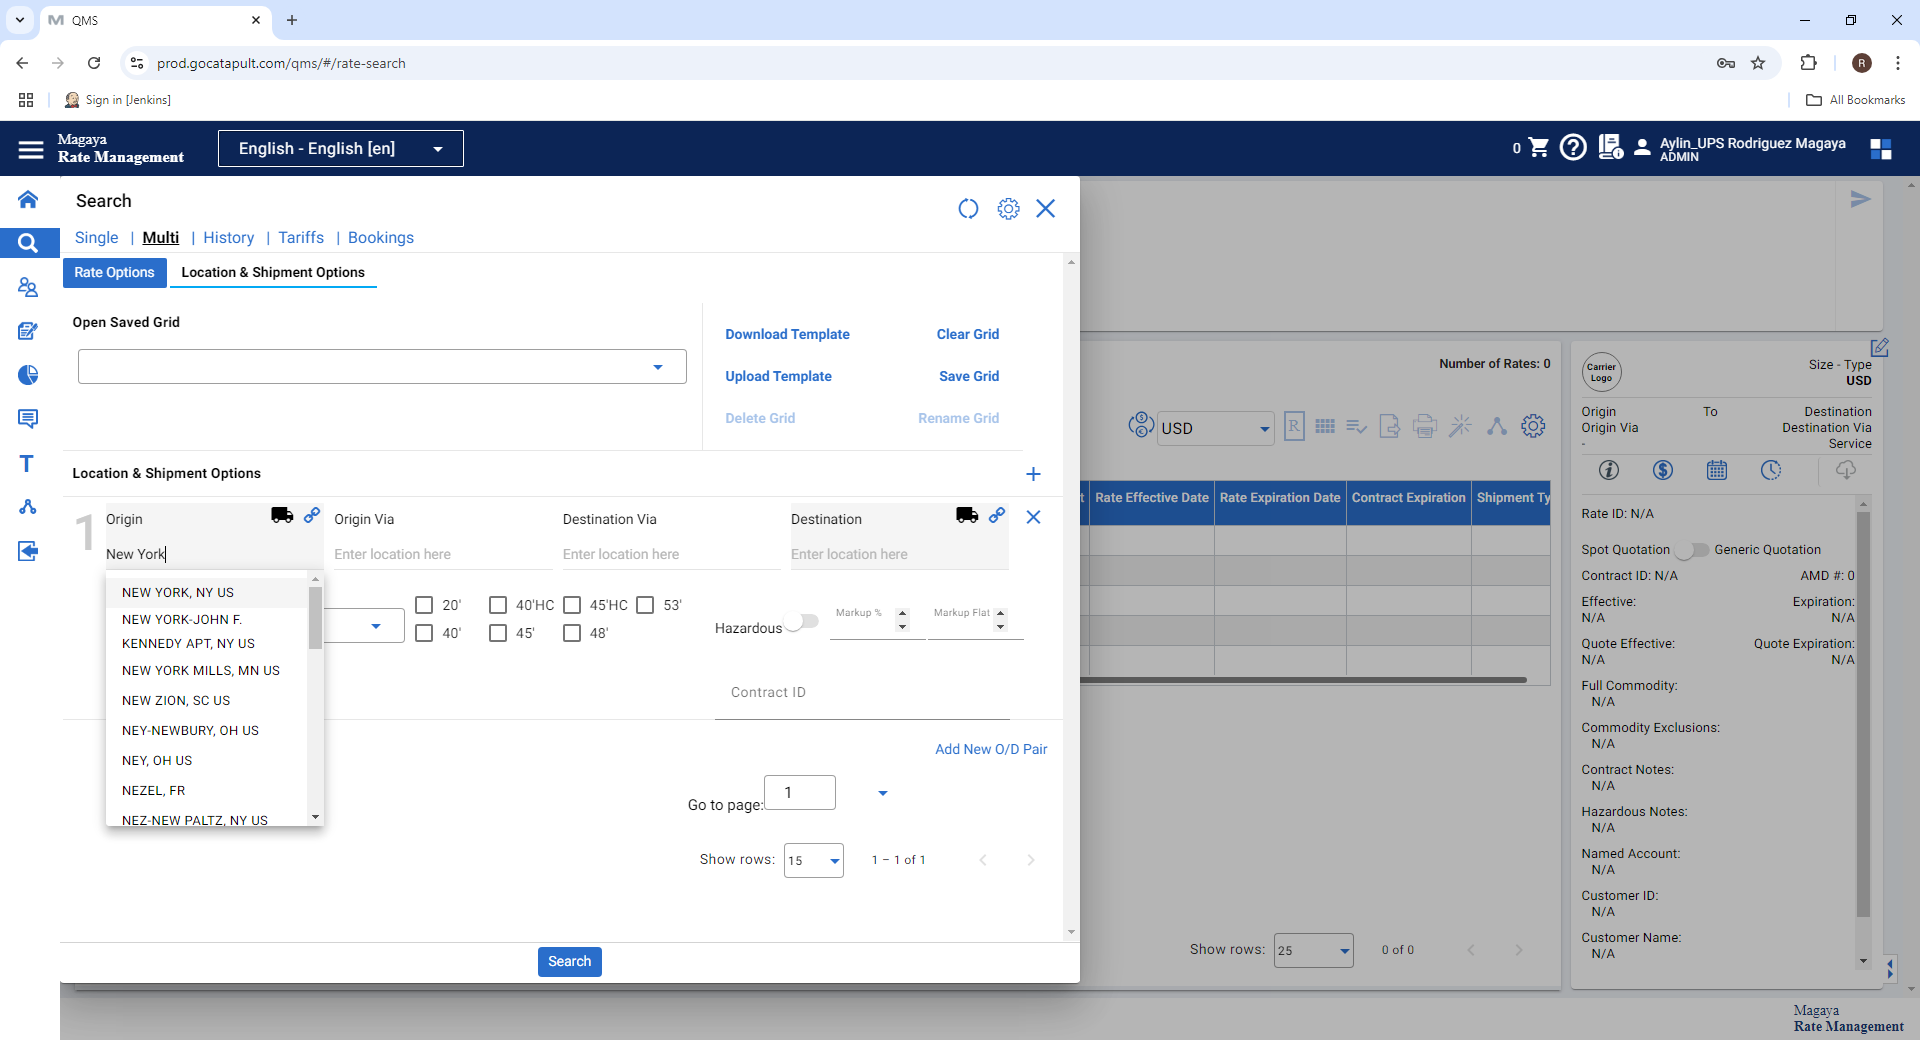 QMS
prod.gocatapult.com/qms/#/rate-search
R
Sign in [Jenkins]
All Bookmarks
Magaya
Rate Management
English - English [en]
0
Aylin_UPS Rodriguez Magaya
ADMIN
Search
Single | Multi | History | Tariffs | Bookings
Rate Options
Location & Shipment Options
Open Saved Grid
Download Template
Clear Grid
Upload Template
Save Grid
Delete Grid
Rename Grid
Location & Shipment Options
1
Origin
Origin Via
Destination Via
Destination
New York
Enter location here
Enter location here
Enter location here
NEW YORK, NY US
NEW YORK-JOHN F.
KENNEDY APT, NY US
NEW YORK MILLS, MN US
NEW ZION, SC US
NEY-NEWBURY, OH US
NEY, OH US
NEZEL, FR
NEZ-NEW PALTZ, NY US
20'
40'HC
45'HC
53'
40'
45'
48'
Hazardous
Markup %
Markup Flat
Contract ID
Add New O/D Pair
Go to page:
1
Show rows:
15
1 – 1 of 1
Search
Number of Rates: 0
USD
R
t
Rate Effective Date
Rate Expiration Date
Contract Expiration
Shipment Ty
Show rows:
25
0 of 0
Carrier
Logo
Size - Type
USD
Origin
To
Destination
Origin Via
Destination Via
-
Service
Rate ID: N/A
Spot Quotation
Generic Quotation
Contract ID: N/A
AMD #: 0
Effective:
Expiration:
N/A
N/A
Quote Effective:
Quote Expiration:
N/A
N/A
Full Commodity:
N/A
Commodity Exclusions:
N/A
Contract Notes:
N/A
Hazardous Notes:
N/A
Named Account:
N/A
Customer ID:
N/A
Customer Name:
N/A
Magaya
Rate Management